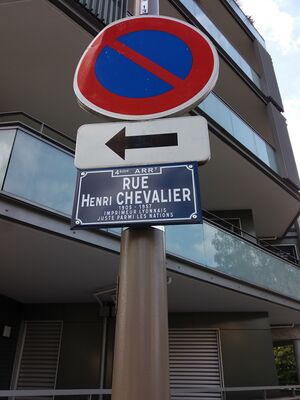 4ème ARRT
RUE
HENRI CHEVALIER
1905 - 1957
IMPRIMEUR LYONNAIS
JUSTE PARMI LES NATIONS